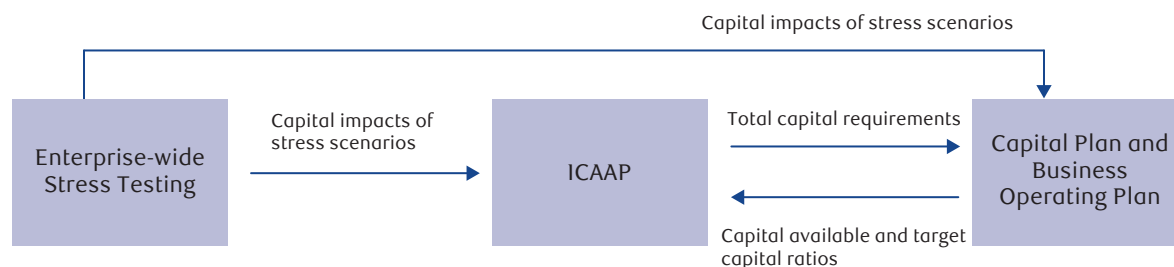 Capital impacts of stress scenarios
Enterprise-wide
Stress Testing
Capital impacts of
stress scenarios
ICAAP
Total capital requirements
Capital available and target
capital ratios
Capital Plan and
Business
Operating Plan